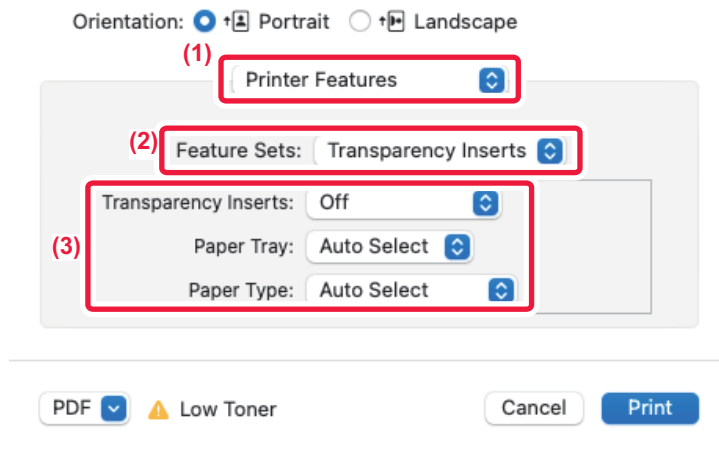 Orientation: Portrait Landscape
(1)
Printer Features
(2)
Feature Sets: Transparency Inserts
Transparency Inserts: Off
(3)
Paper Tray: Auto Select
Paper Type: Auto Select
PDF Low Toner Cancel Print